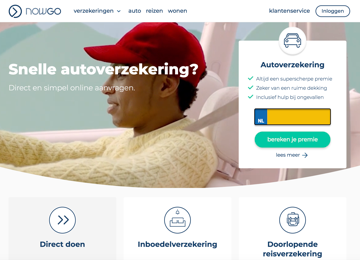 nowGo
verzekeringen
auto
reizen
wonen
klantenservice
Inloggen
Snelle autoverzekering?
Direct en simpel online aanvragen.
Autoverzekering
Altijd een superscherpe premie
Zeker van een ruime dekking
Inclusief hulp bij ongevallen
NL
bereken je premie
lees meer
Direct doen
Inboedelverzekering
Doorlopende
reisverzekering